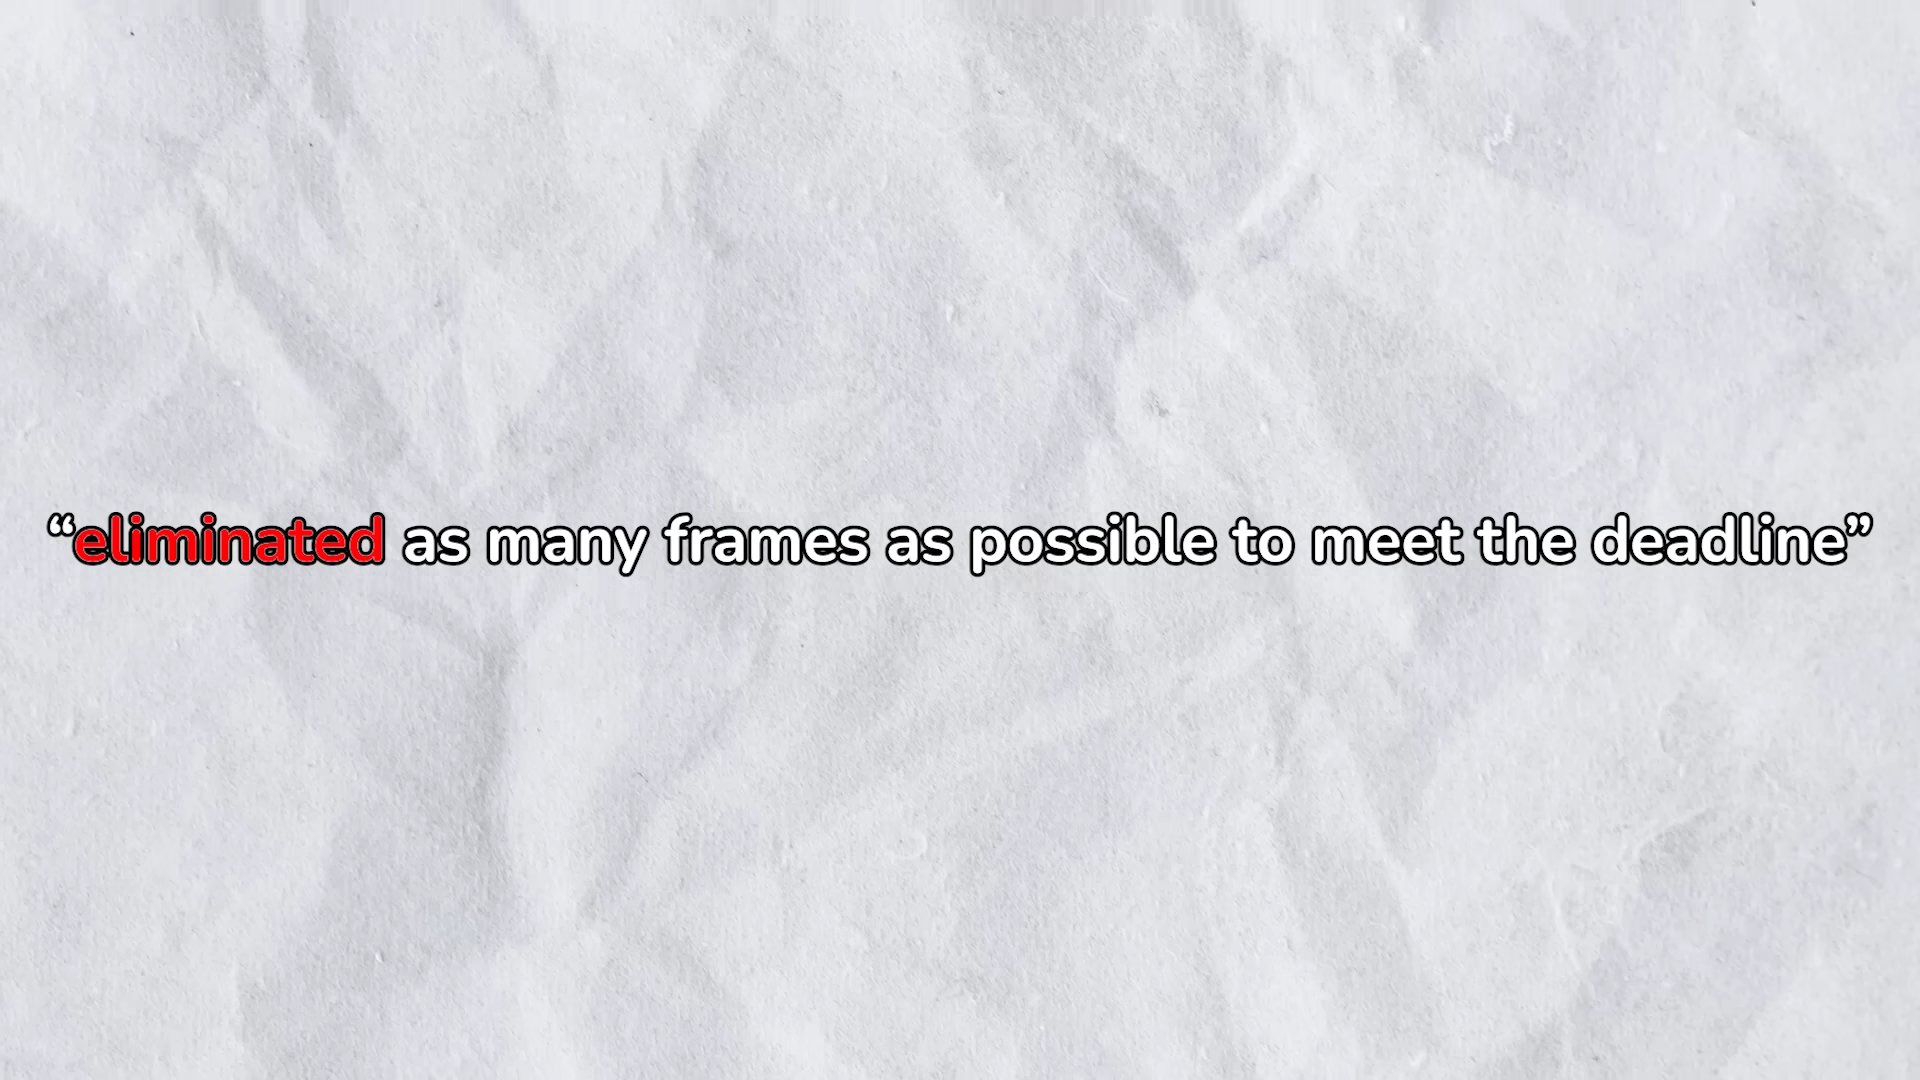 “eliminated as many frames as possible to meet the deadline”